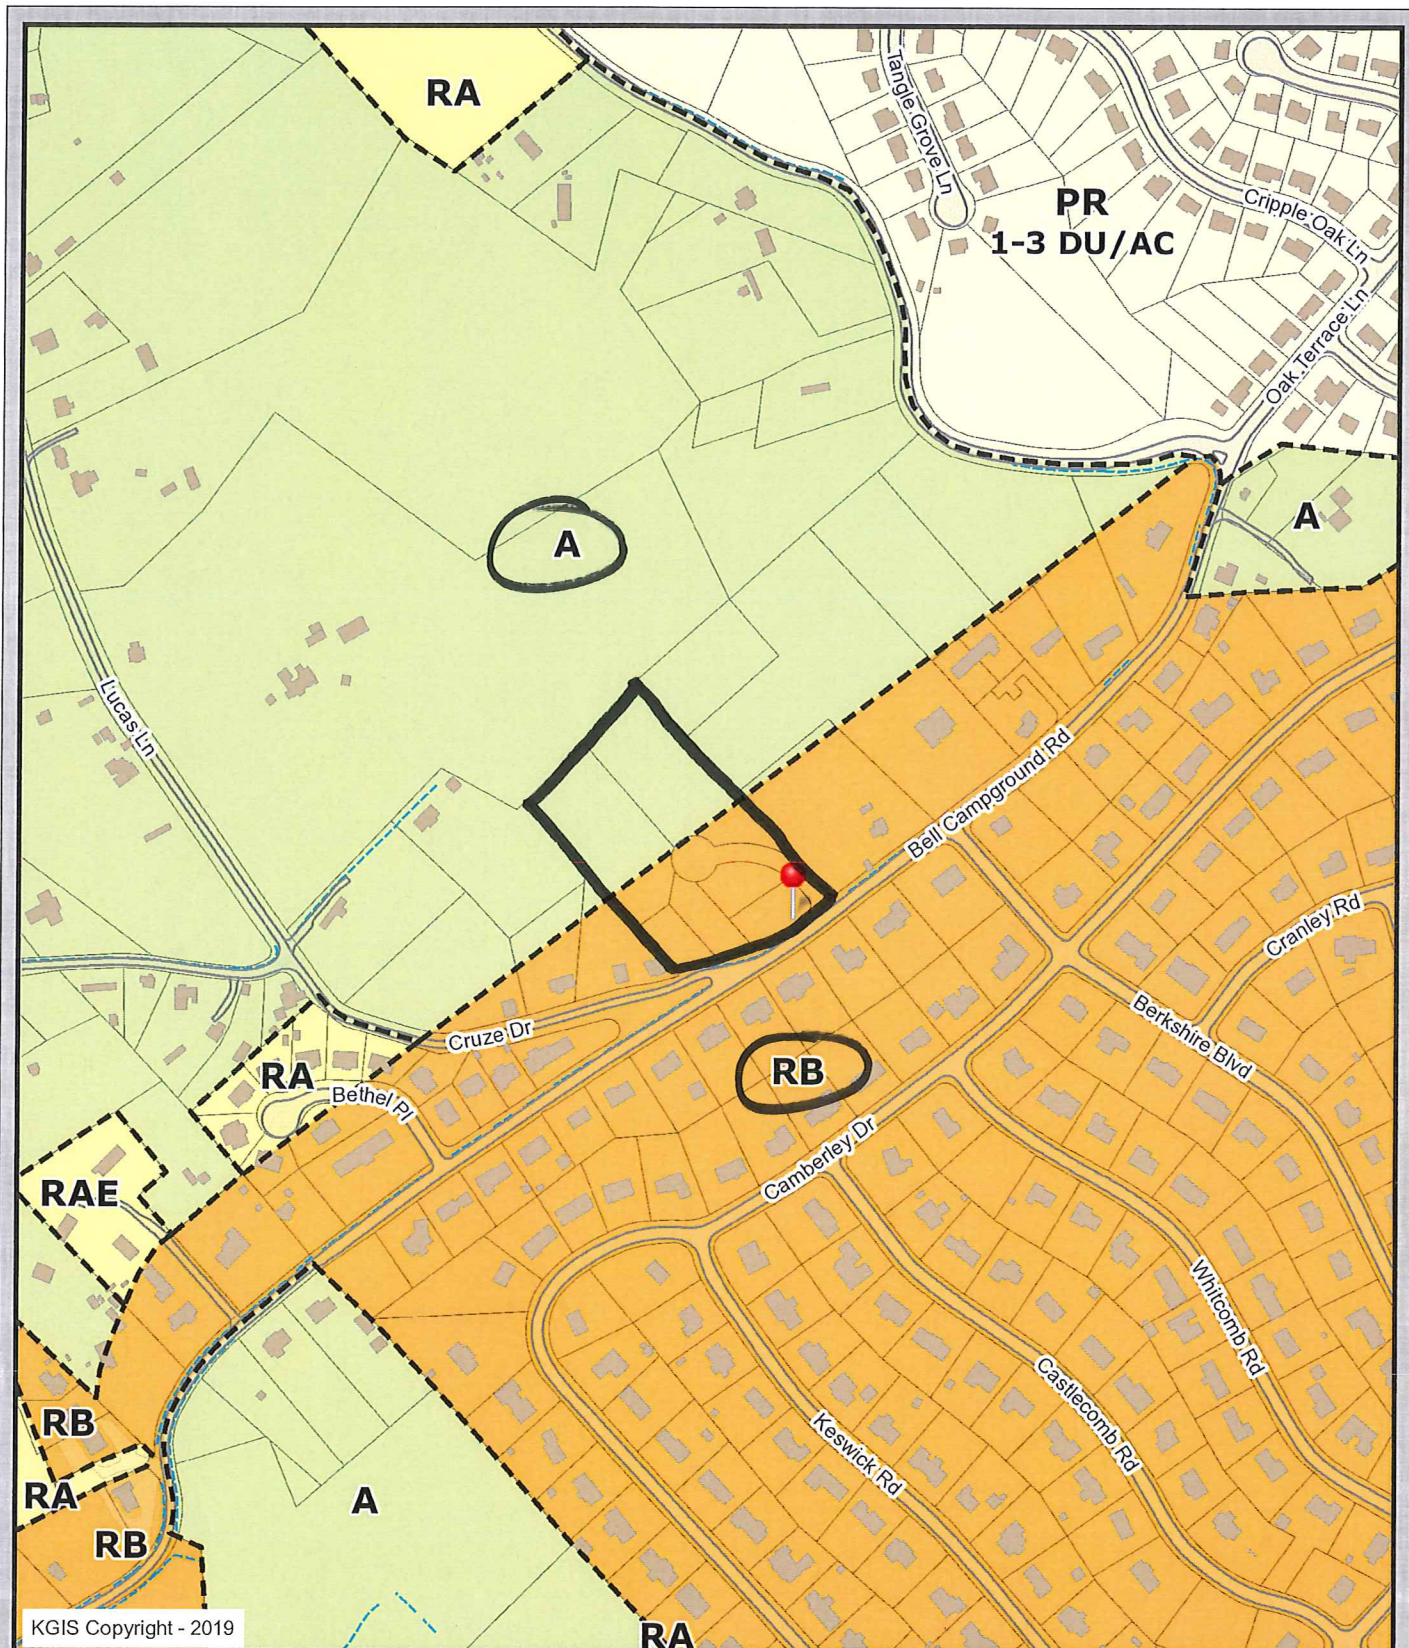 RA
Tangle Grove Ln
PR
1-3 DU/AC
Cripple Oak Ln
Oak Terrace Ln
A
A
Lucas Ln
Bell Campground Rd
Cranley Rd
Cruze Dr
Berkshire Blvd
RB
RA
Bethel Pl
Camberley Dr
RAE
Whitcomb Rd
Castlecomb Rd
RB
Keswick Rd
RA
A
RB
KGIS Copyright - 2019
RA